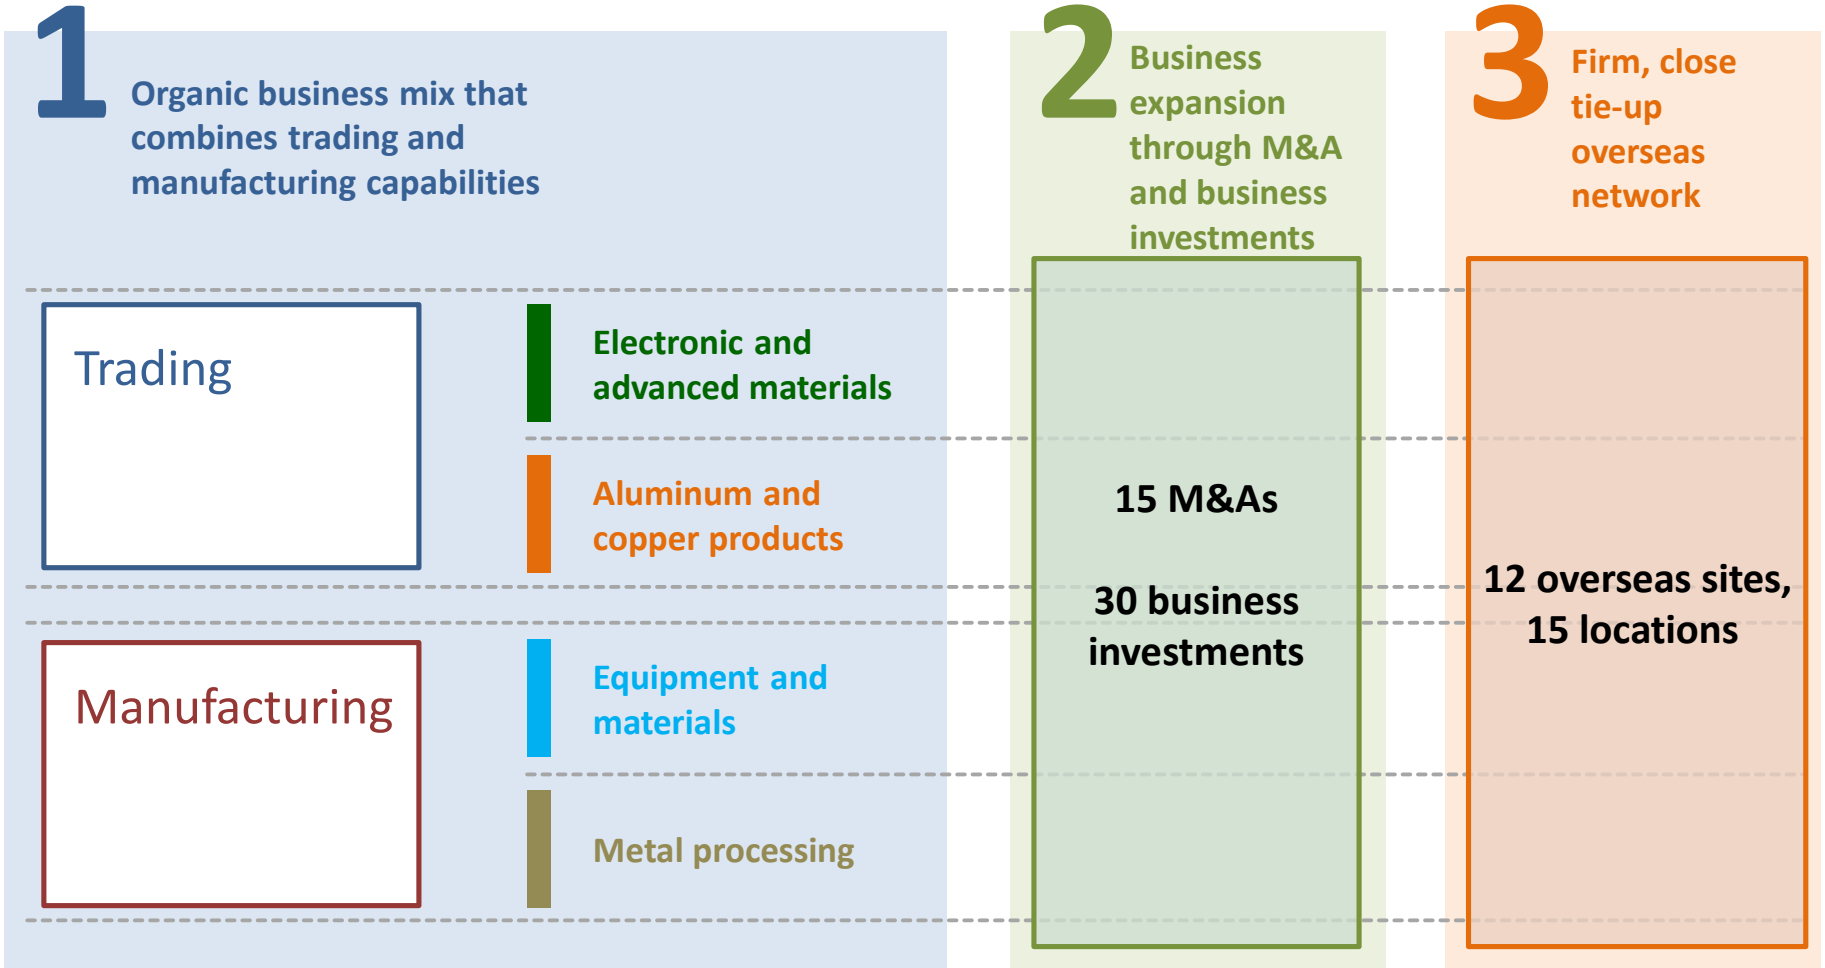 1
Organic business mix that
combines trading and
manufacturing capabilities
Trading
Electronic and
advanced materials
Aluminum and
copper products
Manufacturing
Equipment and
materials
Metal processing
2
Business
expansion
through M&A
and business
investments
15 M&As
30 business
investments
3
Firm, close
tie-up
overseas
network
12 overseas sites,
15 locations